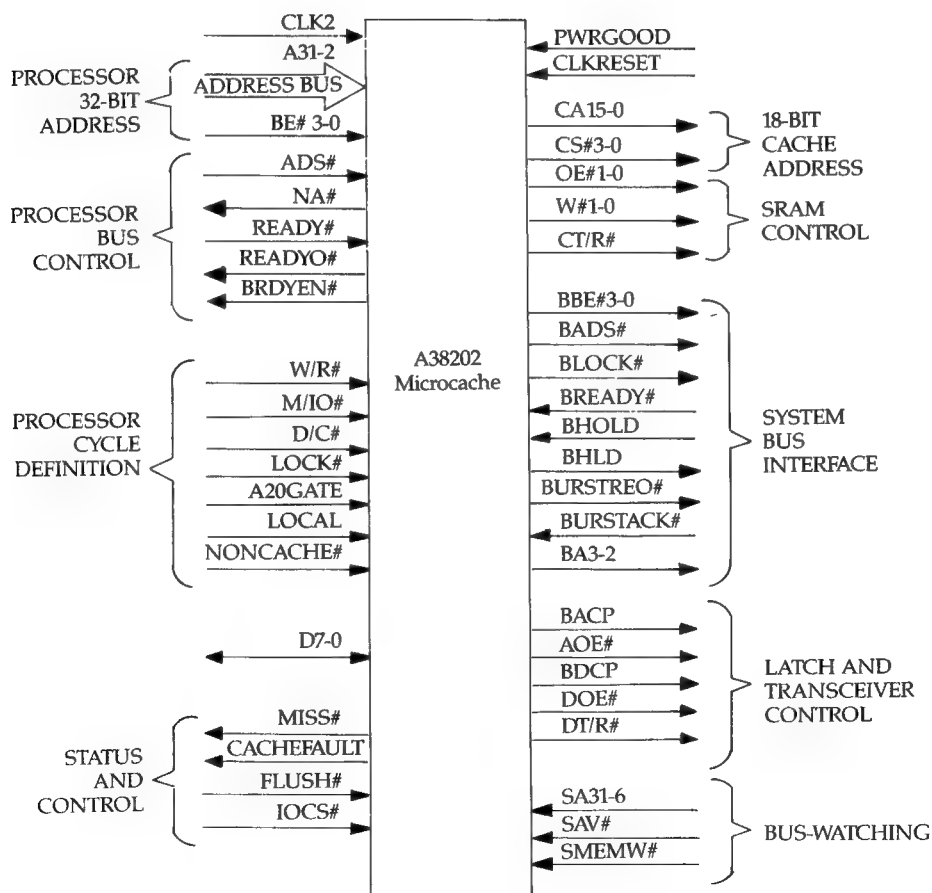 CLK2
A31-2
PROCESSOR
32-BIT
ADDRESS
ADDRESS BUS
BE# 3-0
PROCESSOR
BUS
CONTROL
ADS#
NA#
READY#
READYO#
BRDYEN#
PROCESSOR
CYCLE
DEFINITION
W/R#
M/IO#
D/C#
LOCK#
A20GATE
LOCAL
NONCACHE#
D7-0
STATUS
AND
CONTROL
MISS#
CACHEFAULT
FLUSH#
IOCS#
A38202
Microcache
PWRGOOD
CLKRESET
CA15-0
CS#3-0
18-BIT
CACHE
ADDRESS
OE#1-0
W#1-0
CT/R#
SRAM
CONTROL
BBE#3-0
BADS#
BLOCK#
BREADY#
BHOLD
BHLD
BURSTREO#
BURSTACK#
BA3-2
SYSTEM
BUS
INTERFACE
BACP
AOE#
BDCP
DOE#
DT/R#
LATCH AND
TRANSCEIVER
CONTROL
SA31-6
SAV#
SMEMW#
BUS-WATCHING